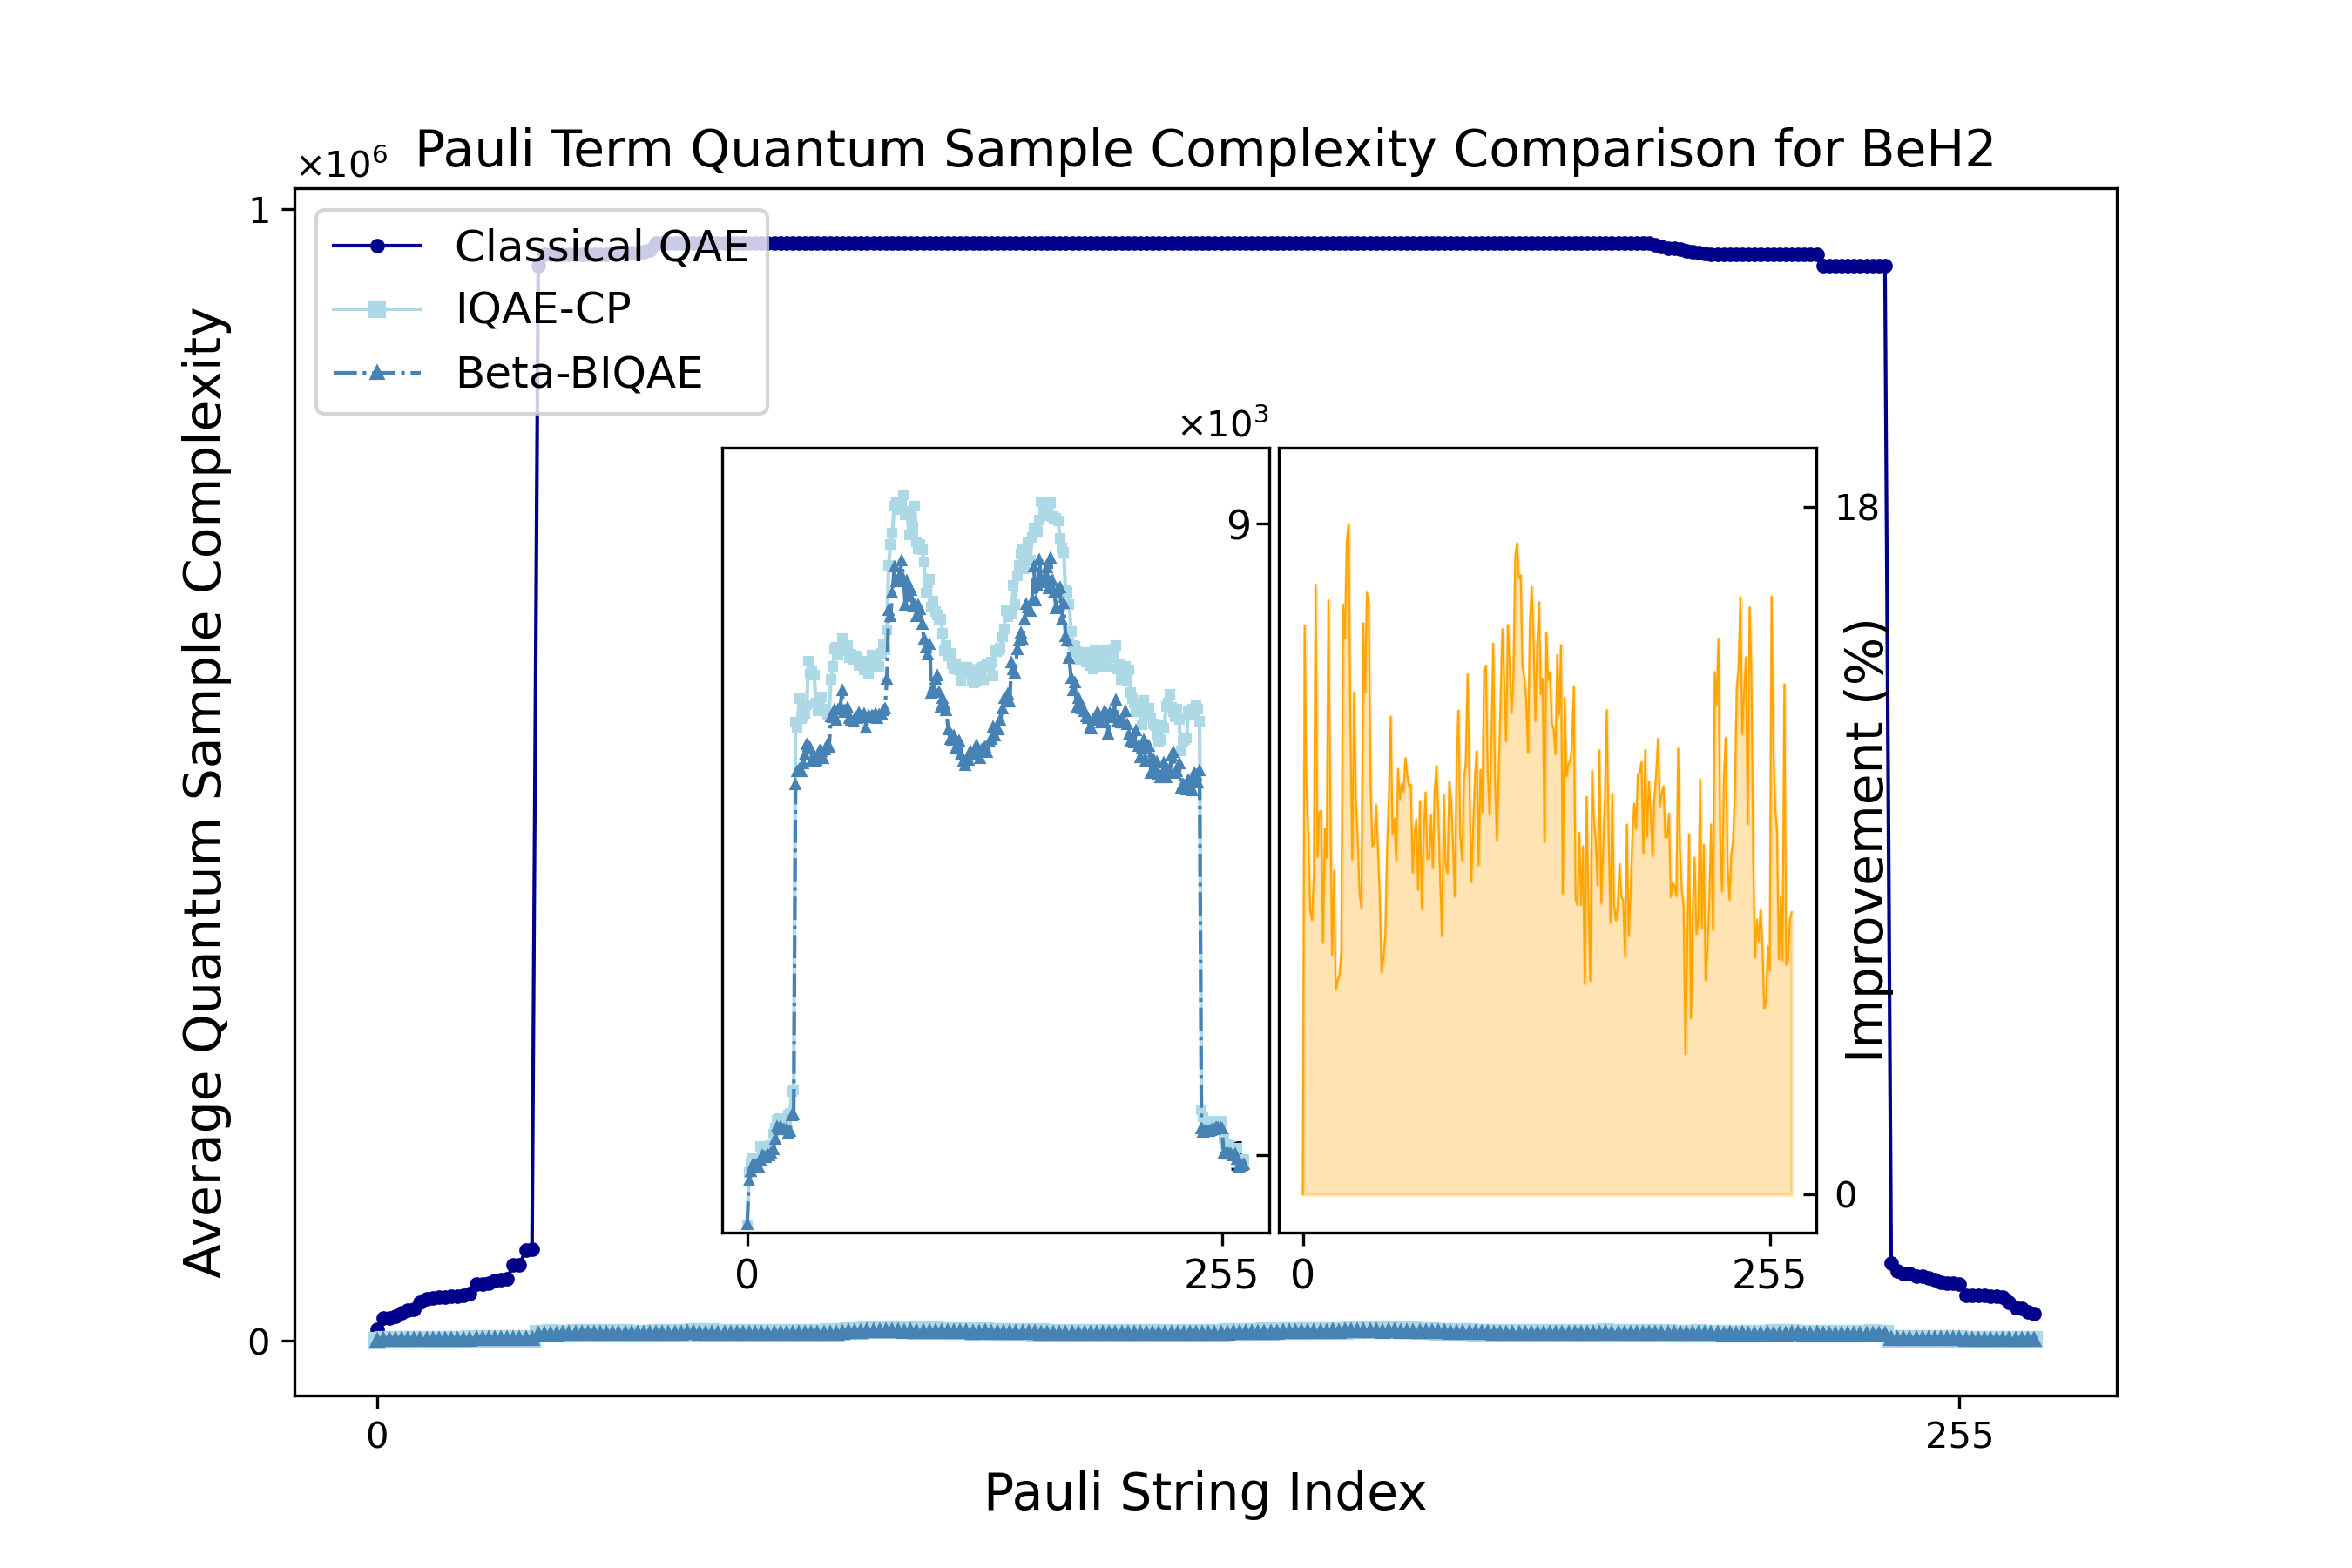 Pauli Term Quantum Sample Complexity Comparison for BeH2
×10⁶
1
0
Average Quantum Sample Complexity
Classical QAE
IQAE-CP
Beta-BIQAE
×10³
9
0
255
18
0
Improvement (%)
0
255
0
255
Pauli String Index